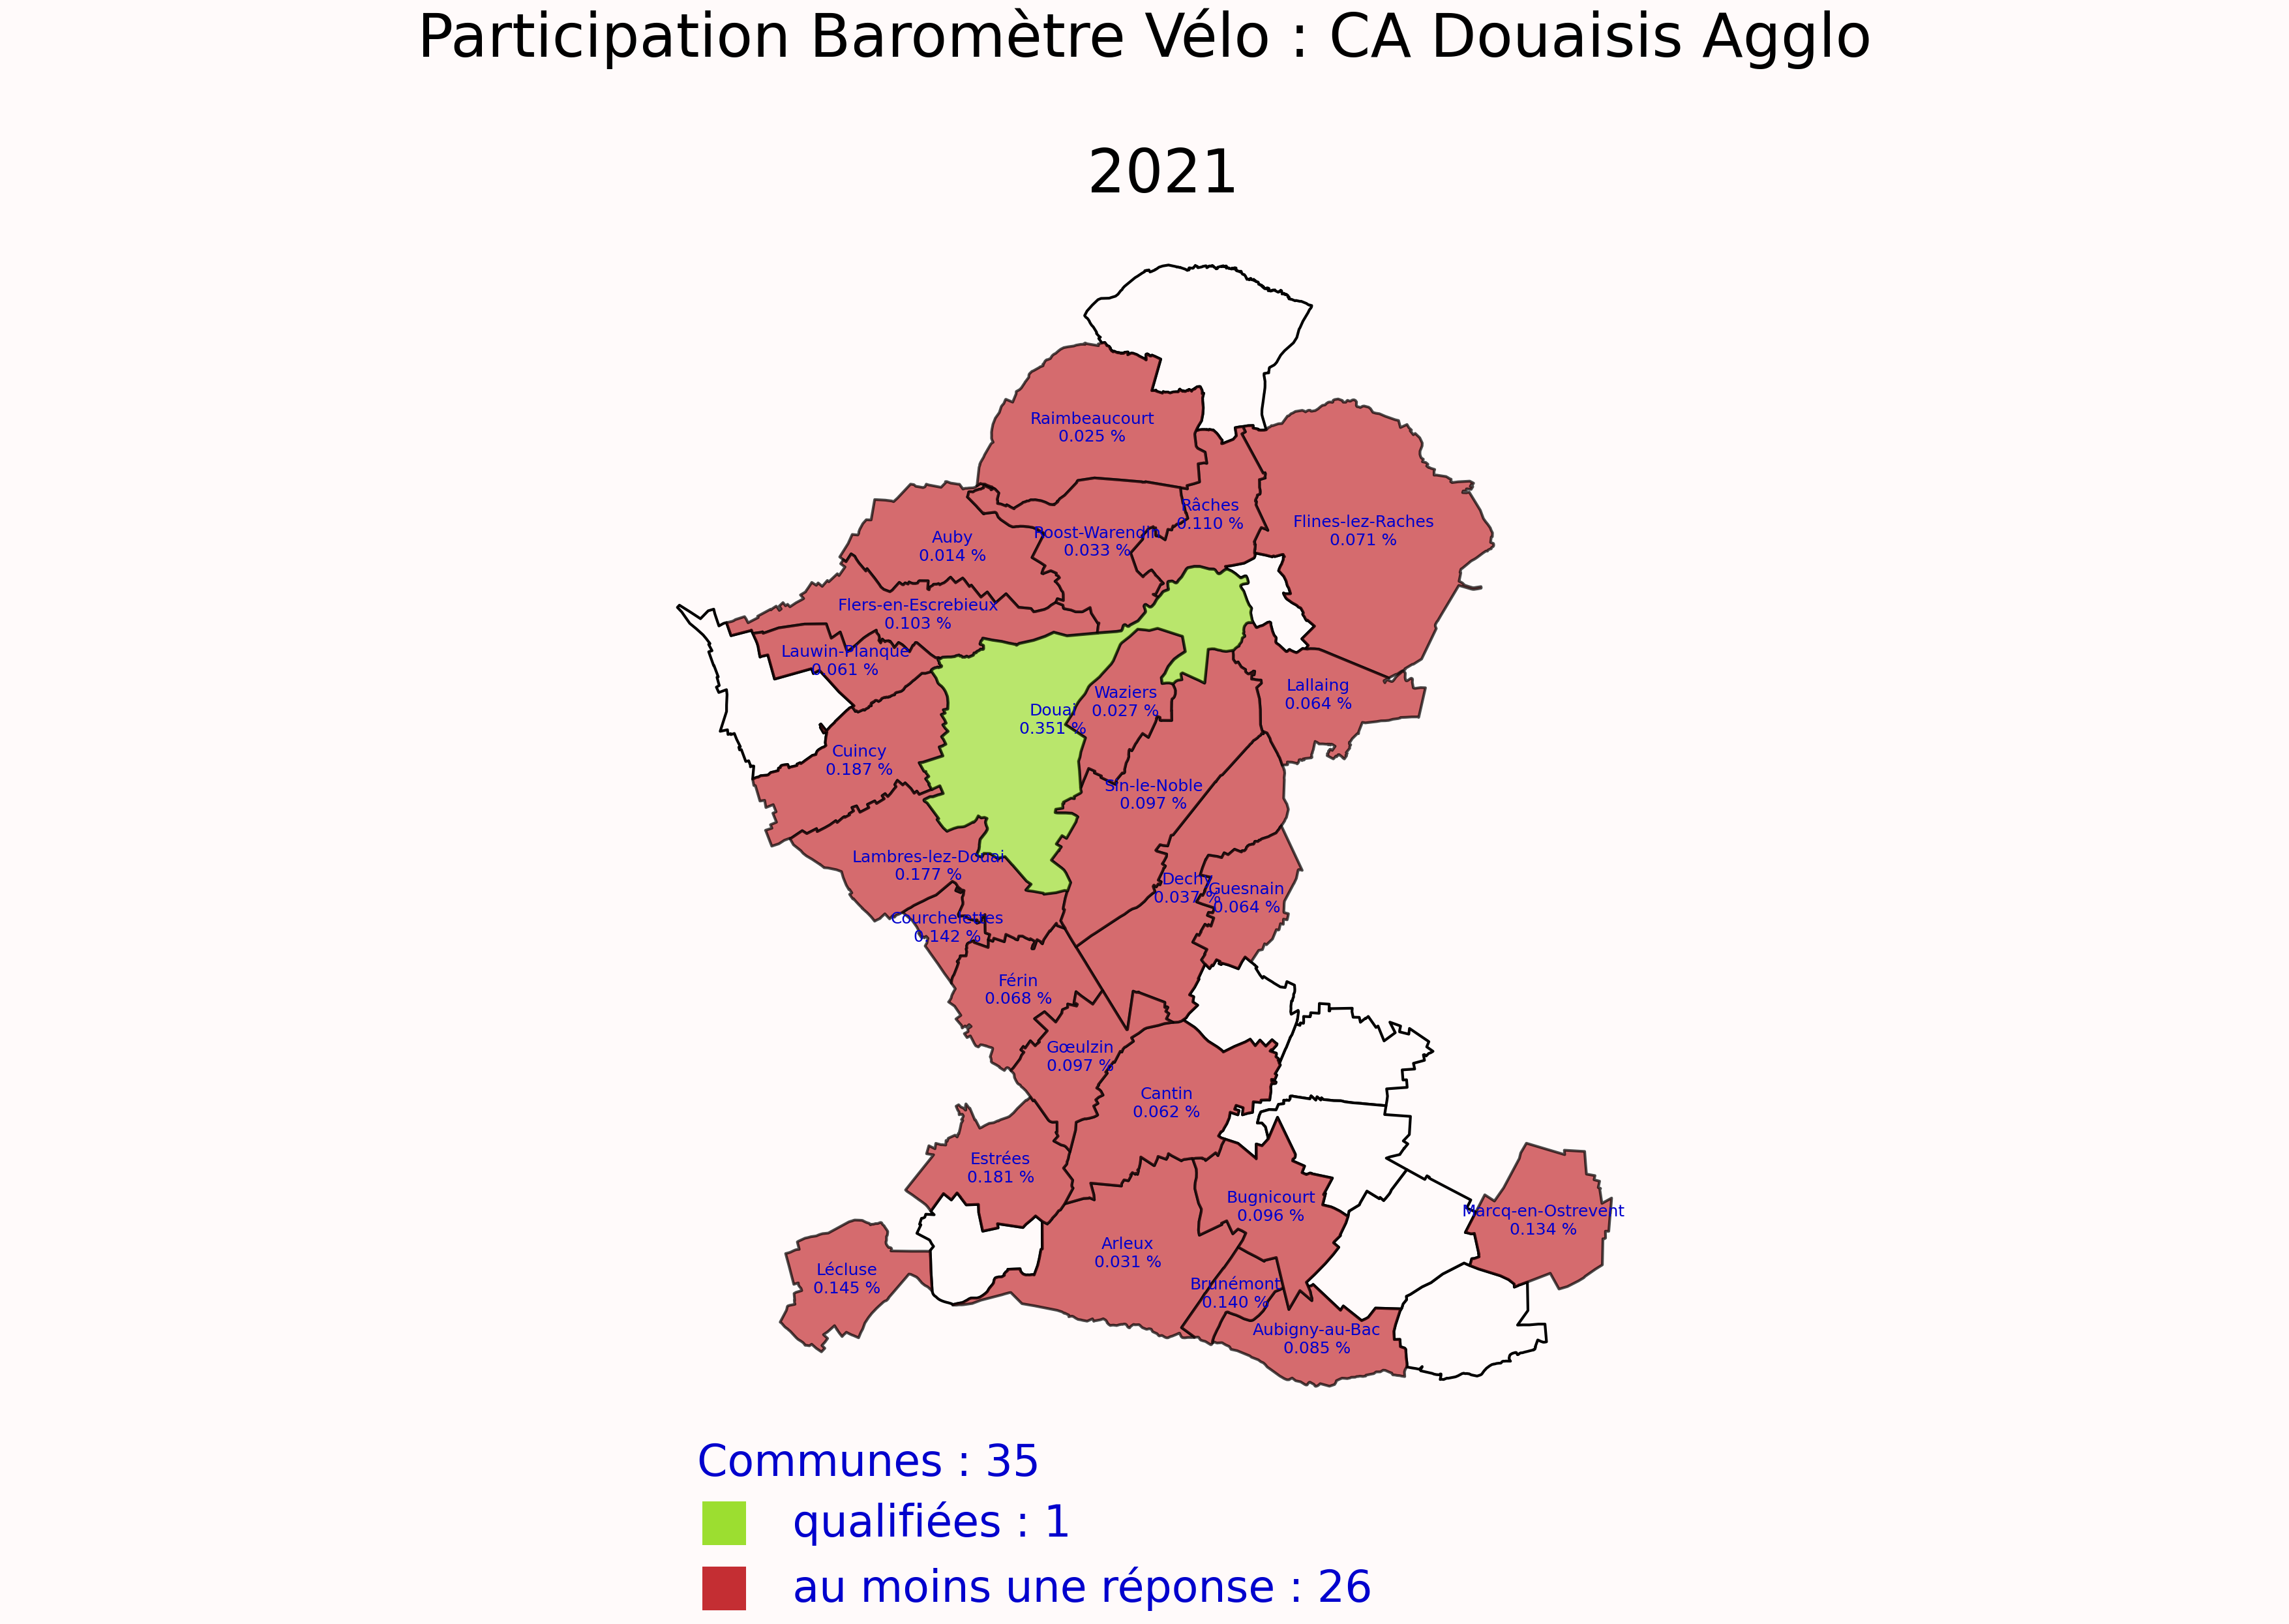 Participation Baromètre Vélo : CA Douaisis Agglo
2021
Raimbeaucourt
0.025 %
Râches
0.110 %
Flines-lez-Raches
0.071 %
Roost-Warendin
0.033 %
Auby
0.014 %
Flers-en-Escrebieux
0.103 %
Lauwin-Planque
0.061 %
Waziers
0.027 %
Lallaing
0.064 %
Douai
0.351 %
Cuincy
0.187 %
Sin-le-Noble
0.097 %
Lambres-lez-Douai
0.177 %
Dechy
0.037 %
Guesnain
0.064 %
Courchelettes
0.142 %
Férin
0.068 %
Gœulzin
0.097 %
Cantin
0.062 %
Estrées
0.181 %
Bugnicourt
0.096 %
Marcq-en-Ostrevent
0.134 %
Arleux
0.031 %
Lécluse
0.145 %
Brunémont
0.140 %
Aubigny-au-Bac
0.085 %
Communes : 35
qualifiées : 1
au moins une réponse : 26